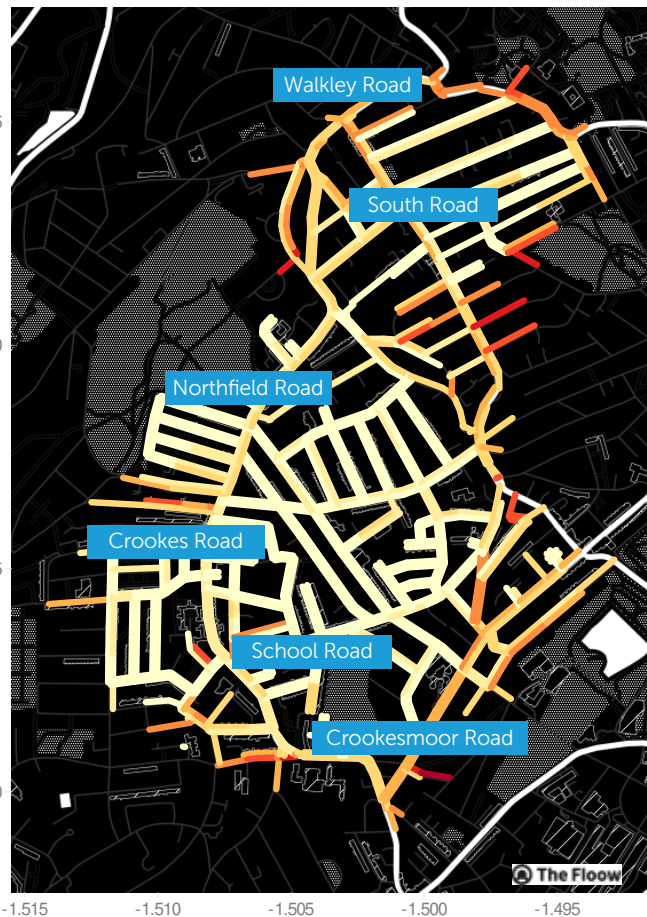 Walkley Road
South Road
Northfield Road
Crookes Road
School Road
Crookesmoor Road
The Floow
-1.515
-1.510
-1.505
-1.500
-1.495